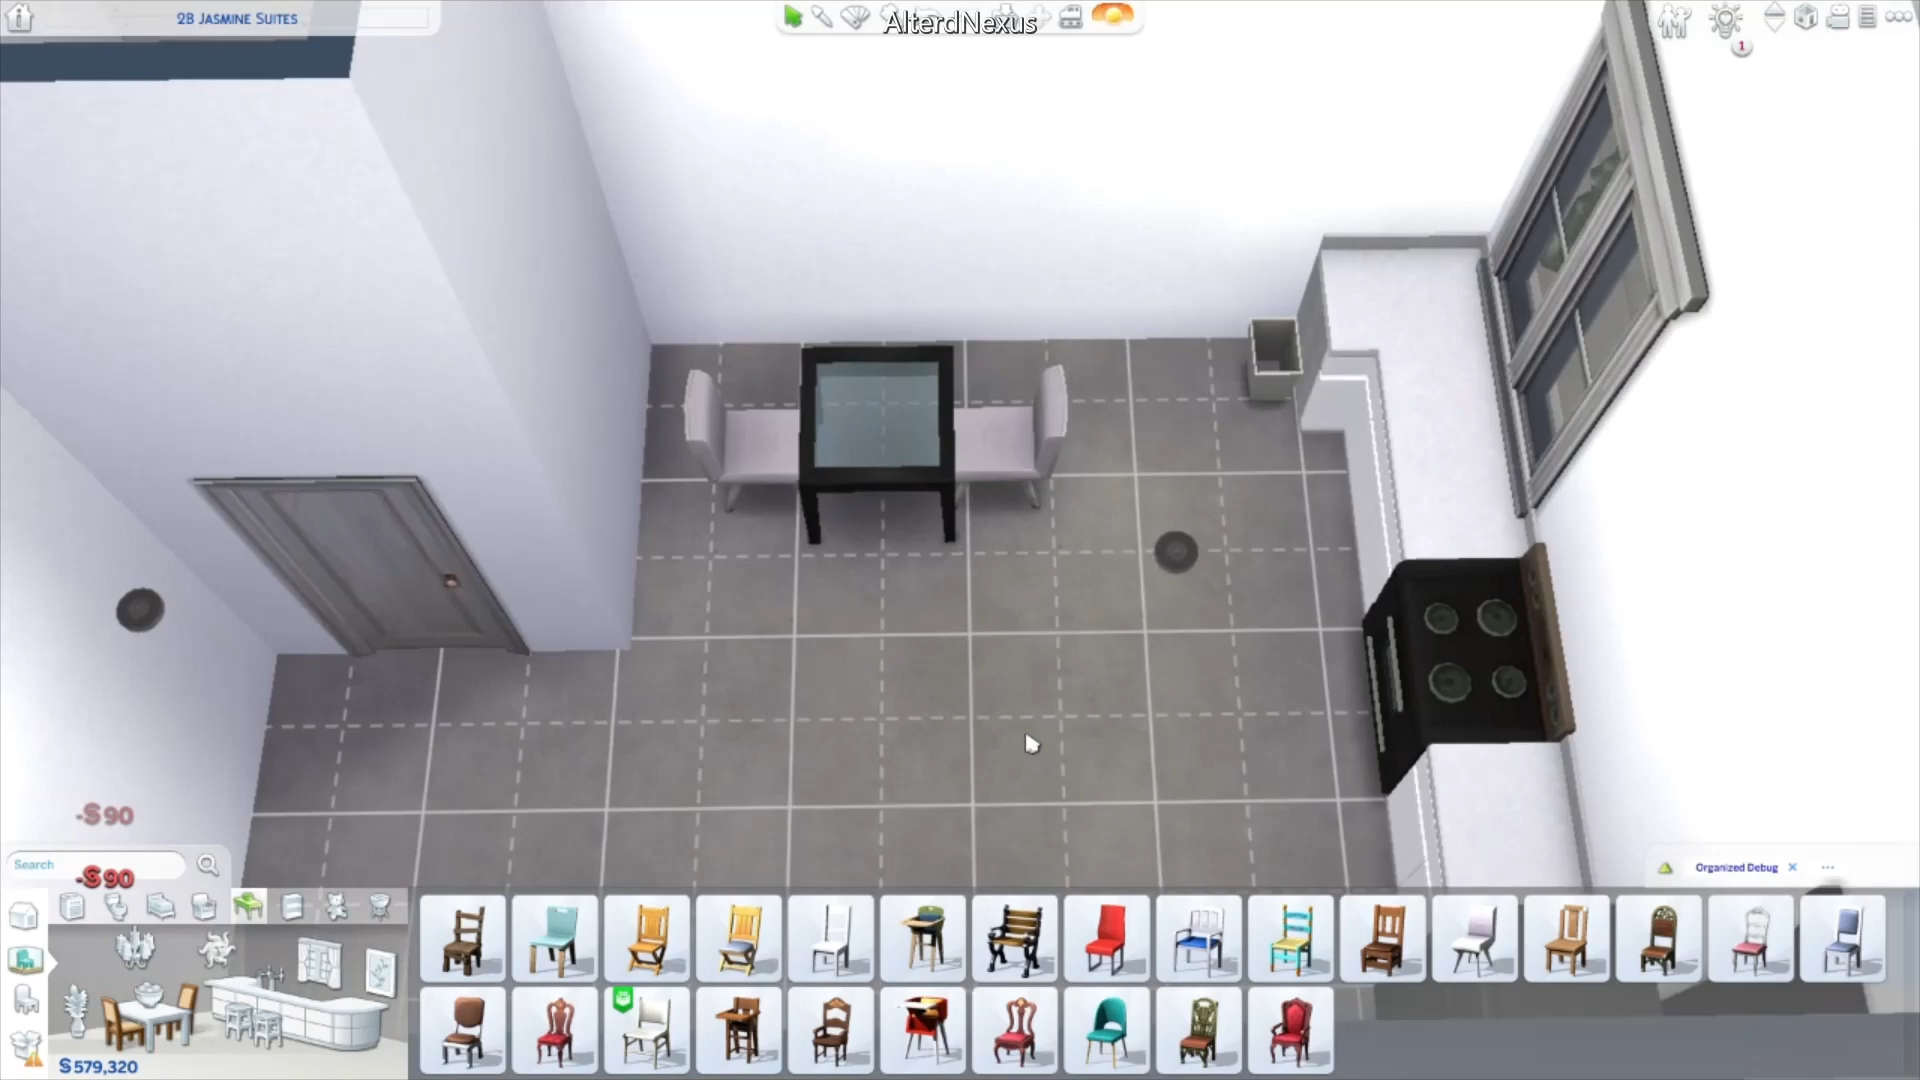 2B JASMINE SUITES
AlterdNexus
1
-§90
Search
-§90
Organized Debug
§579,320